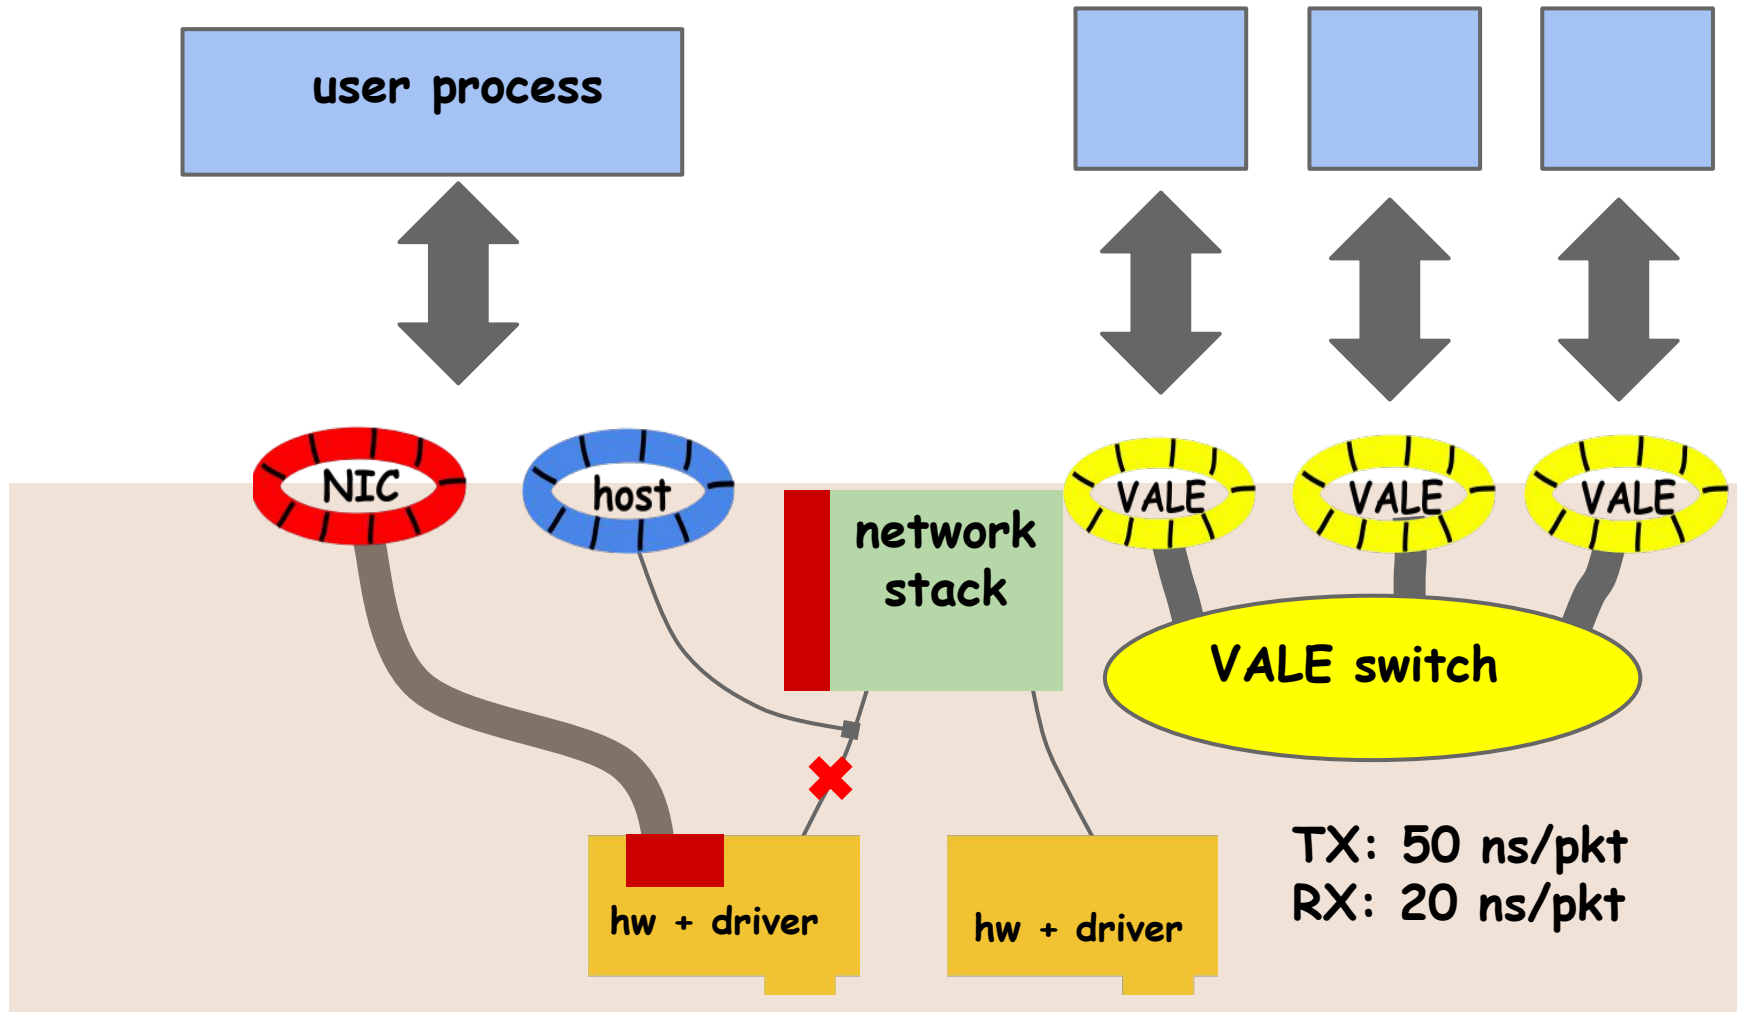 user process
NIC
host
network
stack
VALE
VALE
VALE
VALE switch
TX: 50 ns/pkt
RX: 20 ns/pkt
hw + driver
hw + driver